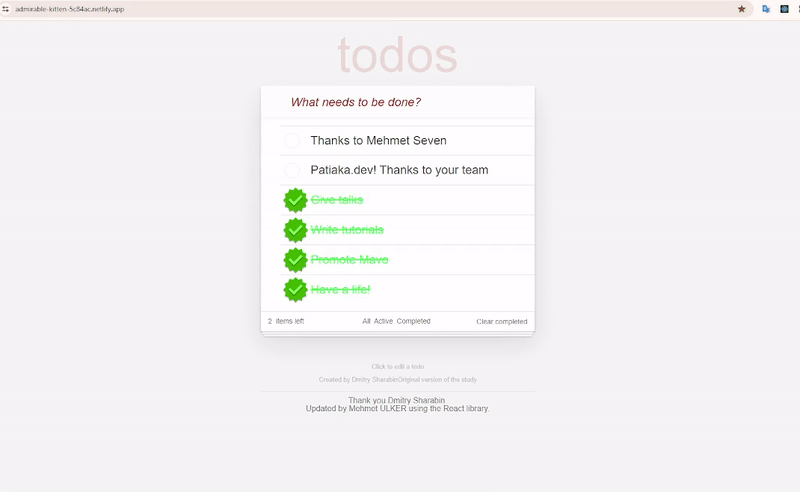 admirable-kitten-5c84ac.netlify.app
todos
What needs to be done?
Thanks to Mehmet Seven
Patiaka.dev! Thanks to your team
Give talks
Write tutorials
Promote Mavo
Have a life!
2 items left All Active Completed Clear completed
Click to edit a todo
Created by Dmitry SharabinOriginal version of the study
Thank you Dmitry Sharabin
Updated by Mehmet ULKER using the React library.